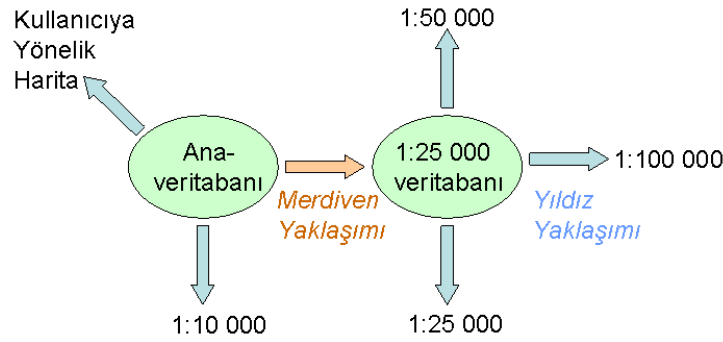 Kullanıcıya
Yönelik
Harita
1:50 000
Ana-
veritabanı
1:25 000
veritabanı
1:100 000
Merdiven
Yaklaşımı
Yıldız
Yaklaşımı
1:10 000
1:25 000